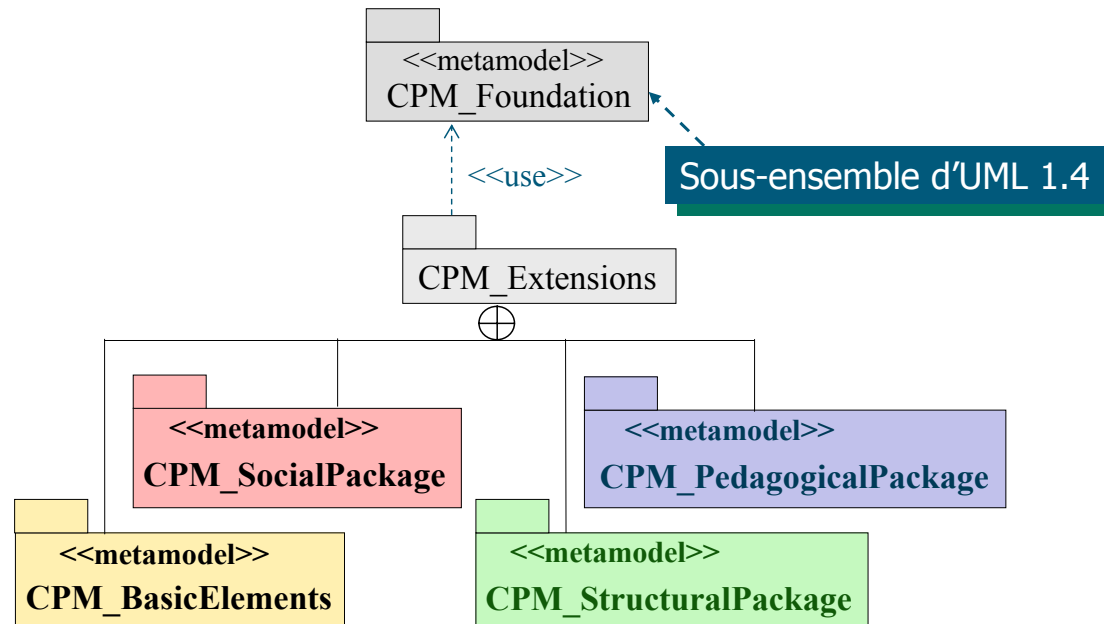 <<metamodel>>
CPM_Foundation
<<use>>
Sous-ensemble d’UML 1.4
CPM_Extensions
<<metamodel>>
CPM_SocialPackage
<<metamodel>>
CPM_PedagogicalPackage
<<metamodel>>
CPM_BasicElements
<<metamodel>>
CPM_StructuralPackage